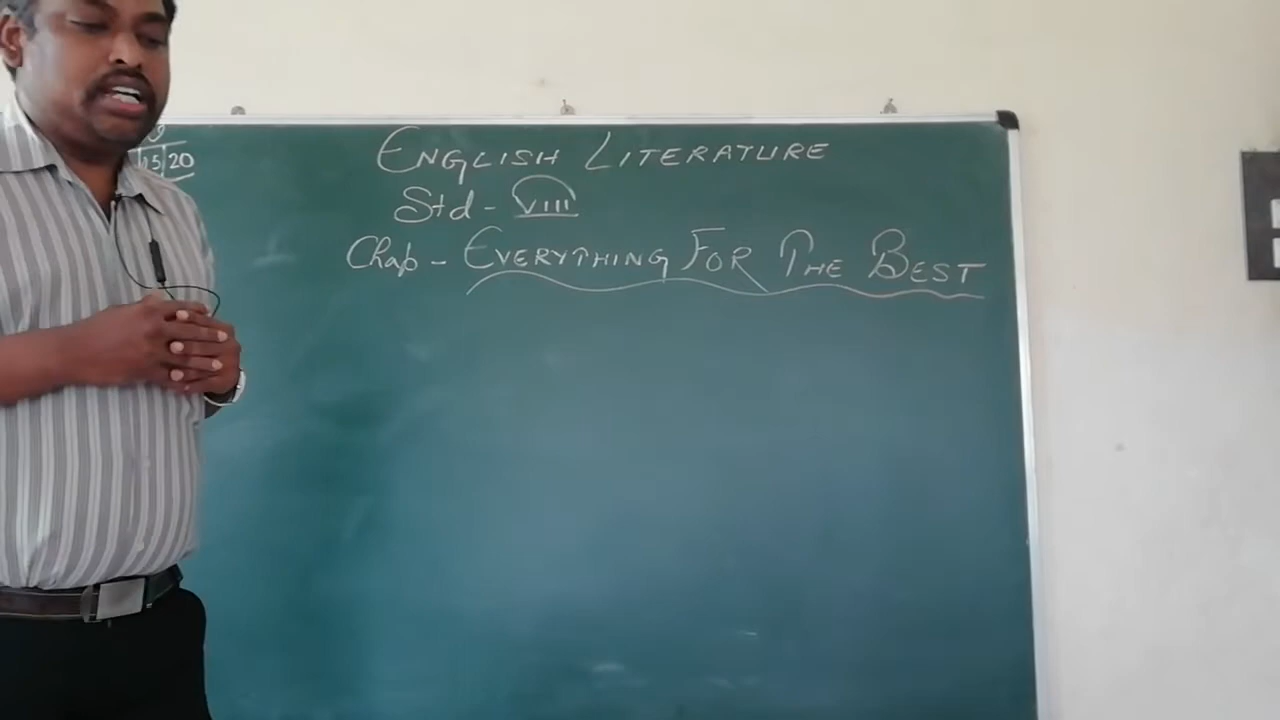 ENGLISH LITERATURE
Std - VIII
Chap - EVERYTHING FOR THE BEST